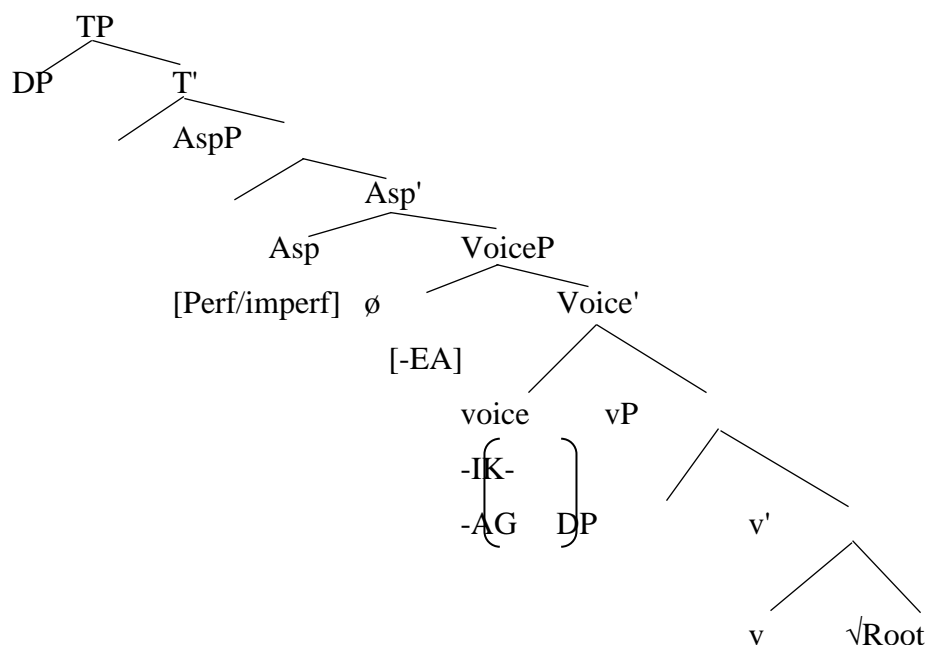 TP
DP T'
AspP
Asp'
Asp VoiceP
[Perf/imperf] ø Voice'
[-EA]
voice vP
-IK-
-AG DP v'
v √Root